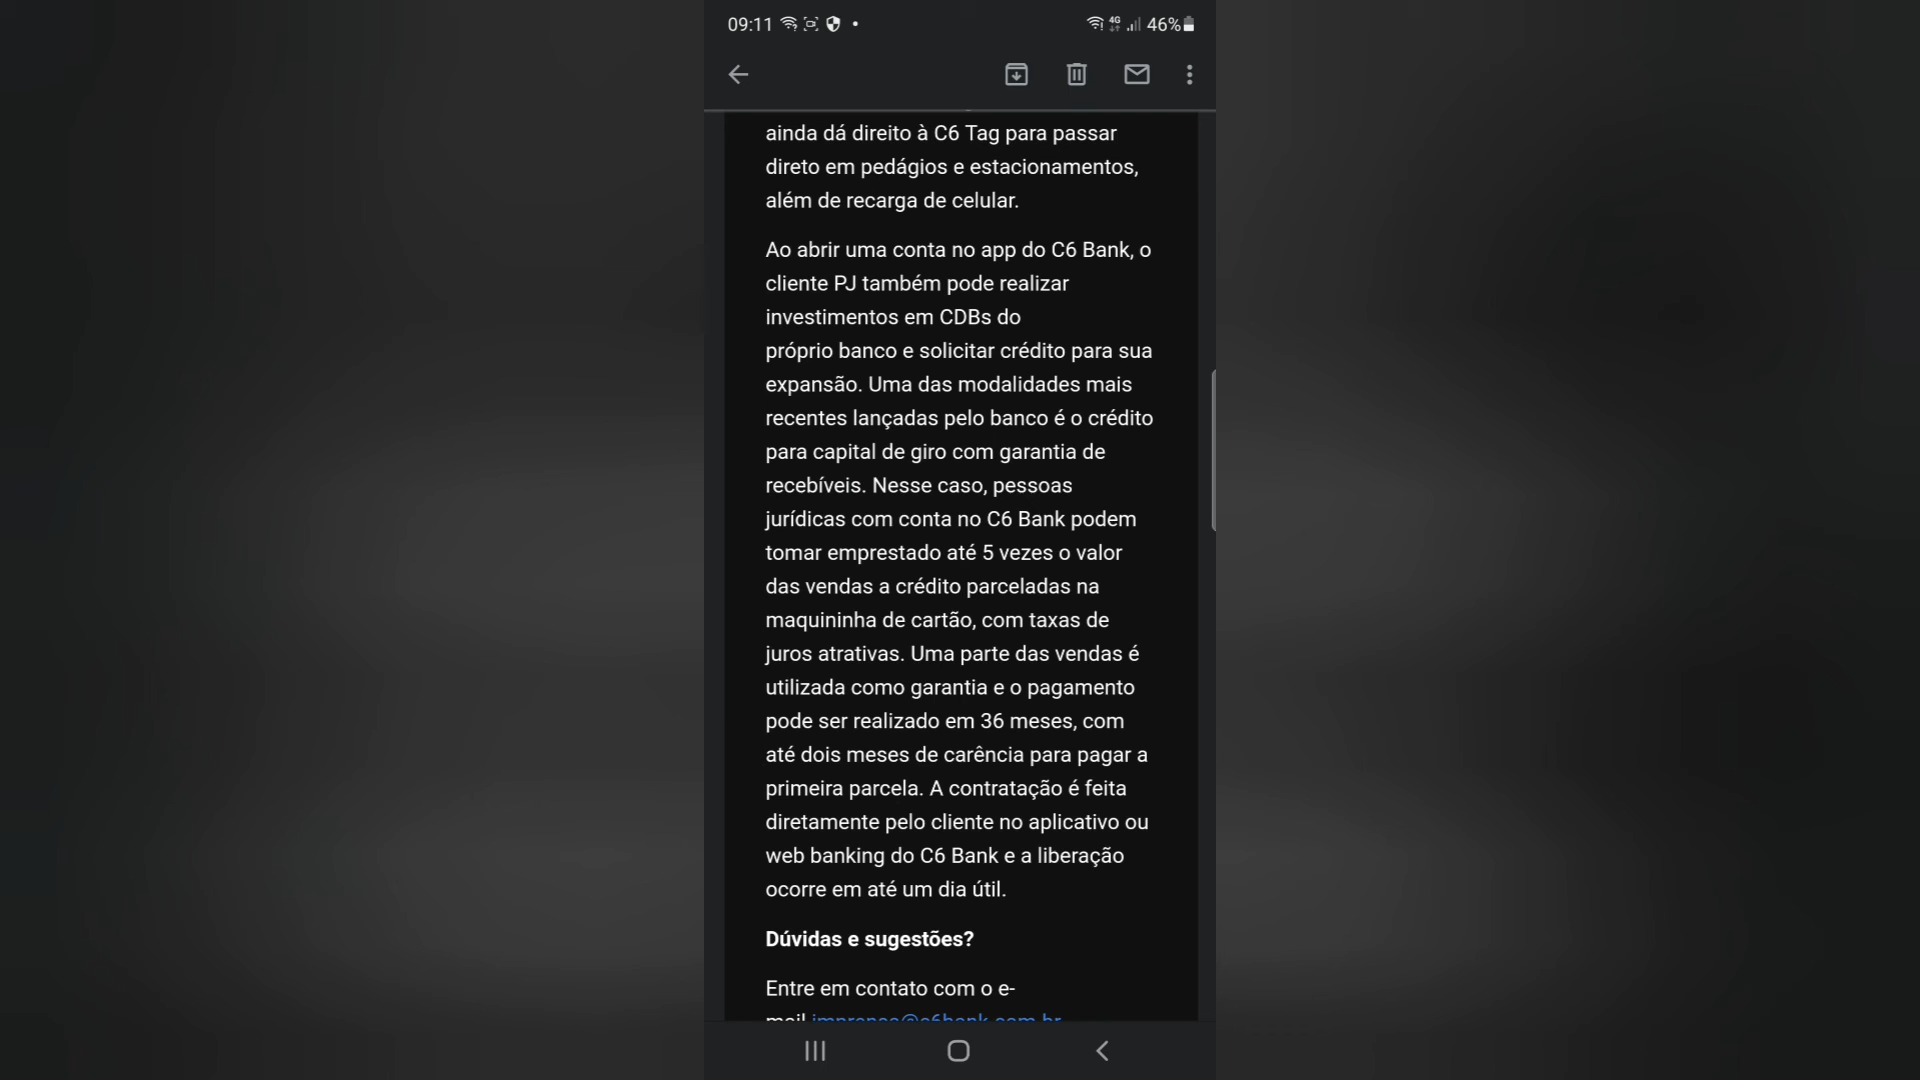 09:11
4G
46%
ainda dá direito à C6 Tag para passar
direto em pedágios e estacionamentos,
além de recarga de celular.
Ao abrir uma conta no app do C6 Bank, o
cliente PJ também pode realizar
investimentos em CDBs do
próprio banco e solicitar crédito para sua
expansão. Uma das modalidades mais
recentes lançadas pelo banco é o crédito
para capital de giro com garantia de
recebíveis. Nesse caso, pessoas
jurídicas com conta no C6 Bank podem
tomar emprestado até 5 vezes o valor
das vendas a crédito parceladas na
maquininha de cartão, com taxas de
juros atrativas. Uma parte das vendas é
utilizada como garantia e o pagamento
pode ser realizado em 36 meses, com
até dois meses de carência para pagar a
primeira parcela. A contratação é feita
diretamente pelo cliente no aplicativo ou
web banking do C6 Bank e a liberação
ocorre em até um dia útil.
Dúvidas e sugestões?
Entre em contato com o e-
mail imprensa@c6bank.com.br